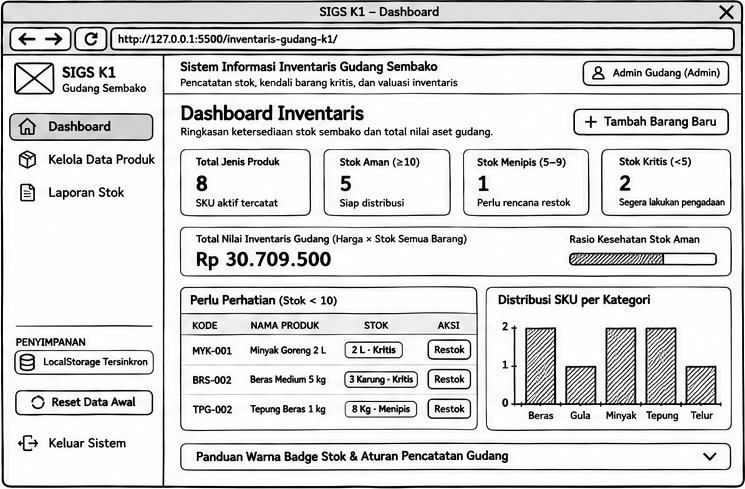 SIGS K1 – Dashboard
http://127.0.0.1:5500/inventaris-gudang-k1/
SIGS K1
Gudang Sembako
Dashboard
Kelola Data Produk
Laporan Stok
PENYIMPANAN
LocalStorage Tersinkron
Reset Data Awal
Keluar Sistem
Sistem Informasi Inventaris Gudang Sembako
Pencatatan stok, kendali barang kritis, dan valuasi inventaris
Admin Gudang (Admin)
Dashboard Inventaris
Ringkasan ketersediaan stok sembako dan total nilai aset gudang.
+ Tambah Barang Baru
Total Jenis Produk
8
SKU aktif tercatat
Stok Aman (≥10)
5
Siap distribusi
Stok Menipis (5–9)
1
Perlu rencana restok
Stok Kritis (<5)
2
Segera lakukan pengadaan
Total Nilai Inventaris Gudang (Harga × Stok Semua Barang)
Rp 30.709.500
Rasio Kesehatan Stok Aman
Perlu Perhatian (Stok < 10)
KODE NAMA PRODUK STOK AKSI
MYK-001 Minyak Goreng 2 L 2 L - Kritis Restok
BRS-002 Beras Medium 5 kg 3 Karung - Kritis Restok
TPG-002 Tepung Beras 1 kg 8 Kg - Menipis Restok
Distribusi SKU per Kategori
2
1
0
Beras Gula Minyak Tepung Telur
Panduan Warna Badge Stok & Aturan Pencatatan Gudang